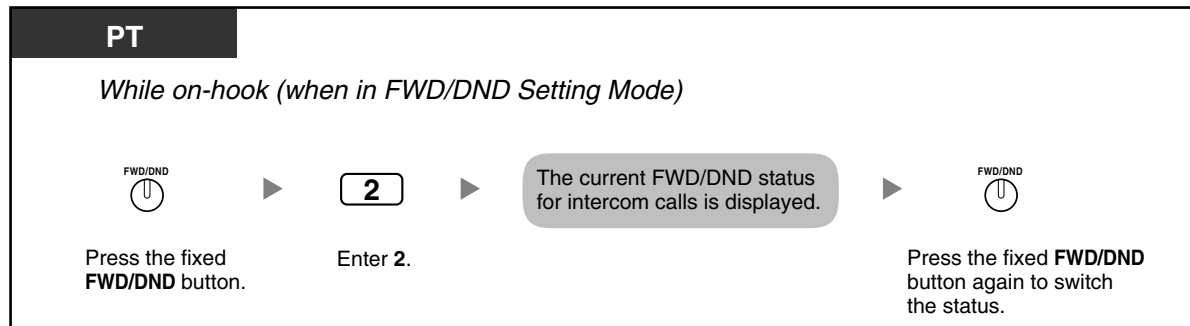 PT
While on-hook (when in FWD/DND Setting Mode)
FWD/DND
2
The current FWD/DND status
for intercom calls is displayed.
FWD/DND
Press the fixed
FWD/DND button.
Enter 2.
Press the fixed FWD/DND
button again to switch
the status.